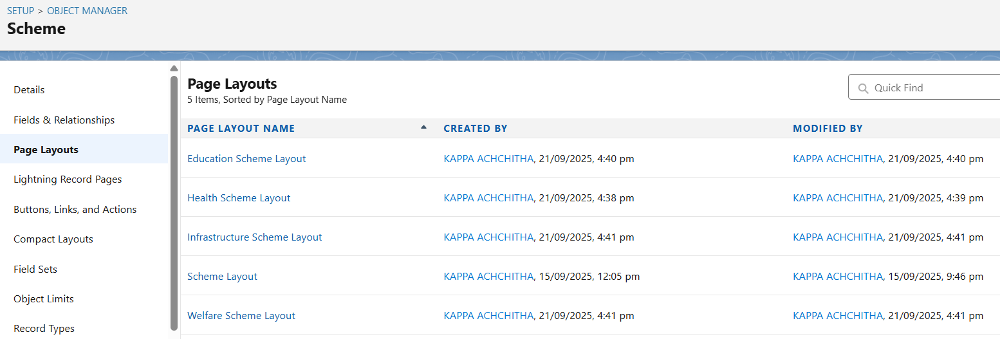 SETUP > OBJECT MANAGER
Scheme
Details
Fields & Relationships
Page Layouts
Lightning Record Pages
Buttons, Links, and Actions
Compact Layouts
Field Sets
Object Limits
Record Types
Page Layouts
5 Items, Sorted by Page Layout Name
Quick Find
PAGE LAYOUT NAME CREATED BY MODIFIED BY
Education Scheme Layout KAPPA ACHCHITHA, 21/09/2025, 4:40 pm KAPPA ACHCHITHA, 21/09/2025, 4:40 pm
Health Scheme Layout KAPPA ACHCHITHA, 21/09/2025, 4:38 pm KAPPA ACHCHITHA, 21/09/2025, 4:39 pm
Infrastructure Scheme Layout KAPPA ACHCHITHA, 21/09/2025, 4:41 pm KAPPA ACHCHITHA, 21/09/2025, 4:41 pm
Scheme Layout KAPPA ACHCHITHA, 15/09/2025, 12:05 pm KAPPA ACHCHITHA, 15/09/2025, 9:46 pm
Welfare Scheme Layout KAPPA ACHCHITHA, 21/09/2025, 4:41 pm KAPPA ACHCHITHA, 21/09/2025, 4:41 pm